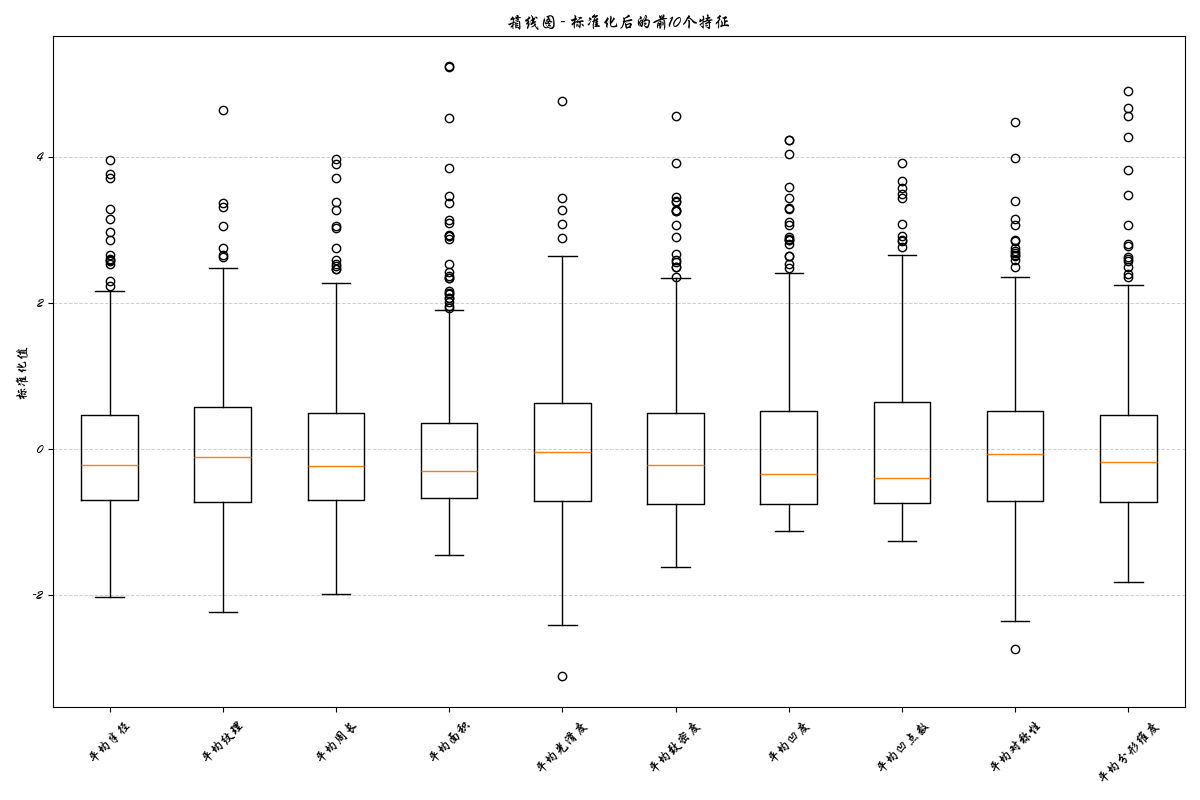 箱线图 - 标准化后的前10个特征
标准化值
4
2
0
-2
平均半径
平均纹理
平均周长
平均面积
平均光滑度
平均致密度
平均凹度
平均凹点数
平均对称性
平均分形维度